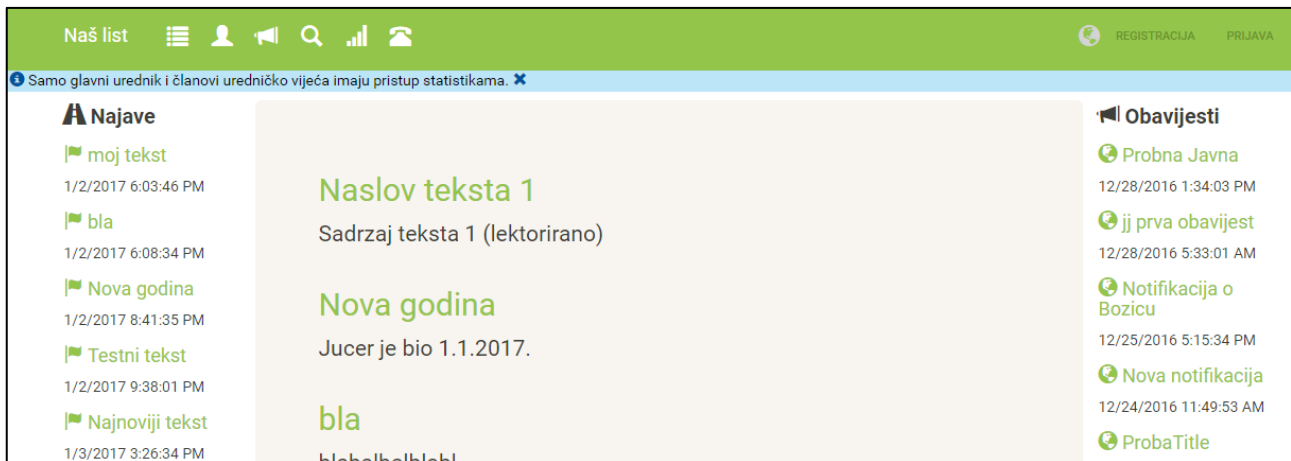 Naš list
REGISTRACIJA PRIJAVA
Samo glavni urednik i članovi uredničko vijeća imaju pristup statistikama.
Najave
moj tekst
1/2/2017 6:03:46 PM
bla
1/2/2017 6:08:34 PM
Nova godina
1/2/2017 8:41:35 PM
Testni tekst
1/2/2017 9:38:01 PM
Najnoviji tekst
1/3/2017 3:26:34 PM
Naslov teksta 1
Sadrzaj teksta 1 (lektorirano)
Nova godina
Jucer je bio 1.1.2017.
bla
Obavijesti
Probna Javna
12/28/2016 1:34:03 PM
jj prva obavijest
12/28/2016 5:33:01 AM
Notifikacija o
Bozicu
12/25/2016 5:15:34 PM
Nova notifikacija
12/24/2016 11:49:53 AM
ProbaTitle